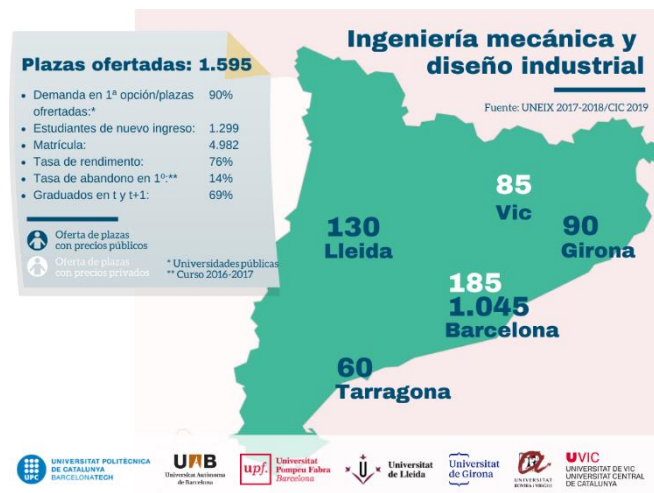 Ingeniería mecánica y
diseño industrial
Fuente: UNEIX 2017-2018/CIC 2019
Plazas ofertadas: 1.595
• Demanda en 1ª opción/plazas 90%
ofrertadas:*
• Estudiantes de nuevo ingreso: 1.299
• Matrícula: 4.982
• Tasa de rendimento: 76%
• Tasa de abandono en 1º:** 14%
• Graduados en t y t+1: 69%
Oferta de plazas
con precios públicos
Oferta de plazas
con precios privados
* Universidades públicas
** Curso 2016-2017
85
Vic
130
Lleida
90
Girona
185
1.045
Barcelona
60
Tarragona
UPC
UNIVERSITAT POLITÈCNICA
DE CATALUNYA
BARCELONATECH
UAB
Universitat Autònoma
de Barcelona
upf.
Universitat
Pompeu Fabra
Barcelona
Universitat
de Lleida
Universitat
de Girona
UNIVERSITAT
ROVIRA I VIRGILI
UVIC
UNIVERSITAT DE VIC
UNIVERSITAT CENTRAL
DE CATALUNYA